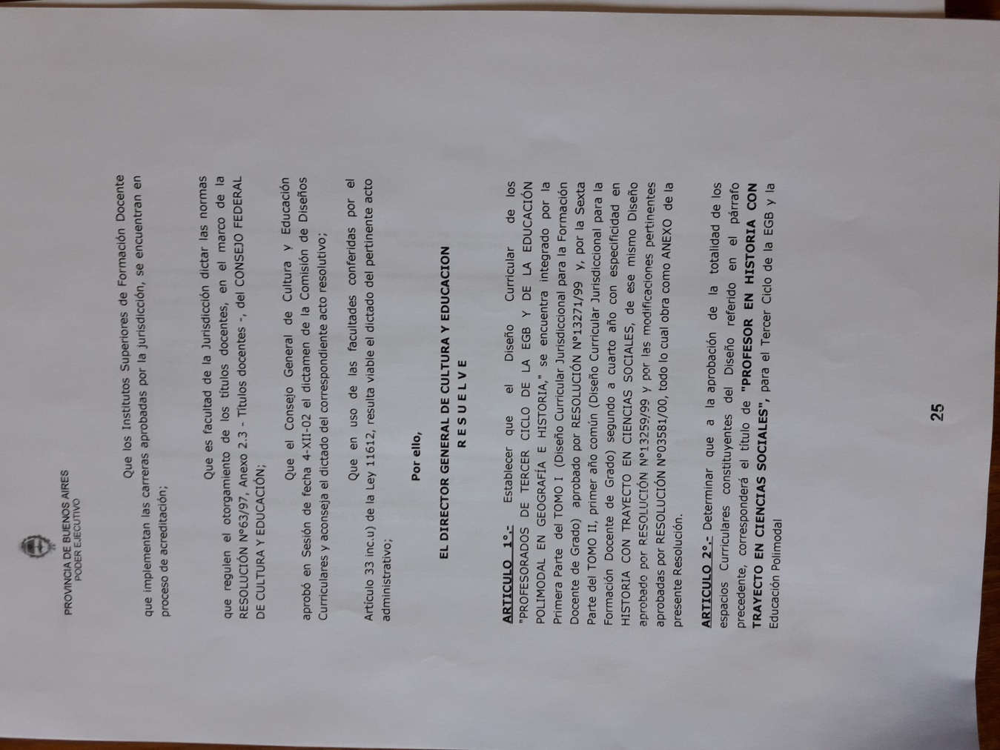 PROVINCIA DE BUENOS AIRES
PODER EJECUTIVO
Que los Institutos Superiores de Formación Docente
que implementan las carreras aprobadas por la jurisdicción, se encuentran en
proceso de acreditación;
Que es facultad de la Jurisdicción dictar las normas
que regulen el otorgamiento de los títulos docentes, en el marco de la
RESOLUCIÓN Nº63/97, Anexo 2.3 - Títulos docentes -, del CONSEJO FEDERAL
DE CULTURA Y EDUCACIÓN;
Que el Consejo General de Cultura y Educación
aprobó en Sesión de fecha 4-XII-02 el dictamen de la Comisión de Diseños
Curriculares y aconseja el dictado del correspondiente acto resolutivo;
Que en uso de las facultades conferidas por el
Artículo 33 inc.u) de la Ley 11612, resulta viable el dictado del pertinente acto
administrativo;
Por ello,
EL DIRECTOR GENERAL DE CULTURA Y EDUCACION
R E S U E L V E
ARTICULO 1º.- Establecer que el Diseño Curricular de los
"PROFESORADOS DE TERCER CICLO DE LA EGB Y DE LA EDUCACIÓN
POLIMODAL EN GEOGRAFÍA E HISTORIA," se encuentra integrado por la
Primera Parte del TOMO I (Diseño Curricular Jurisdiccional para la Formación
Docente de Grado) aprobado por RESOLUCIÓN Nº13271/99 y, por la Sexta
Parte del TOMO II, primer año común (Diseño Curricular Jurisdiccional para la
Formación Docente de Grado) segundo a cuarto año con especificidad en
HISTORIA CON TRAYECTO EN CIENCIAS SOCIALES, de ese mismo Diseño
aprobado por RESOLUCIÓN Nº13259/99 y por las modificaciones pertinentes
aprobadas por RESOLUCIÓN Nº03581/00, todo lo cual obra como ANEXO de la
presente Resolución.
ARTICULO 2º.- Determinar que a la aprobación de la totalidad de los
espacios Curriculares constituyentes del Diseño referido en el párrafo
precedente, corresponderá el título de "PROFESOR EN HISTORIA CON
TRAYECTO EN CIENCIAS SOCIALES", para el Tercer Ciclo de la EGB y la
Educación Polimodal
25